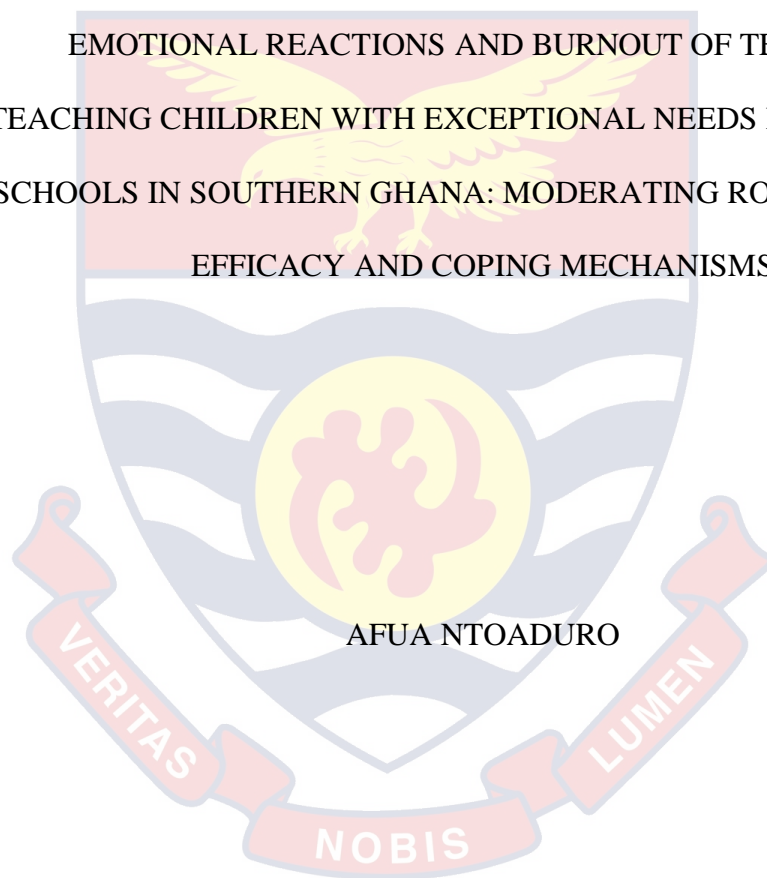 EMOTIONAL REACTIONS AND BURNOUT OF
TEACHING CHILDREN WITH EXCEPTIONAL NEEDS
SCHOOLS IN SOUTHERN GHANA: MODERATING
EFFICACY AND COPING MECHANISMS
AFUA NTOADURO
VERITAS
NOBIS
LUMEN